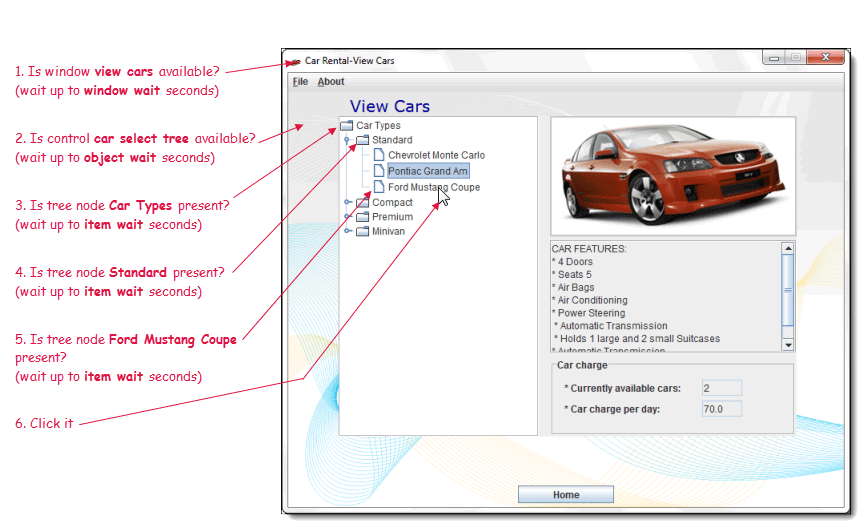 Car Rental-View Cars
File About
View Cars
1. Is window view cars available?
(wait up to window wait seconds)
2. Is control car select tree available?
(wait up to object wait seconds)
3. Is tree node Car Types present?
(wait up to item wait seconds)
4. Is tree node Standard present?
(wait up to item wait seconds)
5. Is tree node Ford Mustang Coupe
present?
(wait up to item wait seconds)
6. Click it
Car Types
Standard
Chevrolet Monte Carlo
Pontiac Grand Am
Ford Mustang Coupe
Compact
Premium
Minivan
CAR FEATURES:
* 4 Doors
* Seats 5
* Air Bags
* Air Conditioning
* Power Steering
* Automatic Transmission
* Holds 1 large and 2 small Suitcases
* Automatic Transmission
Car charge
* Currently available cars: 2
* Car charge per day: 70.0
Home